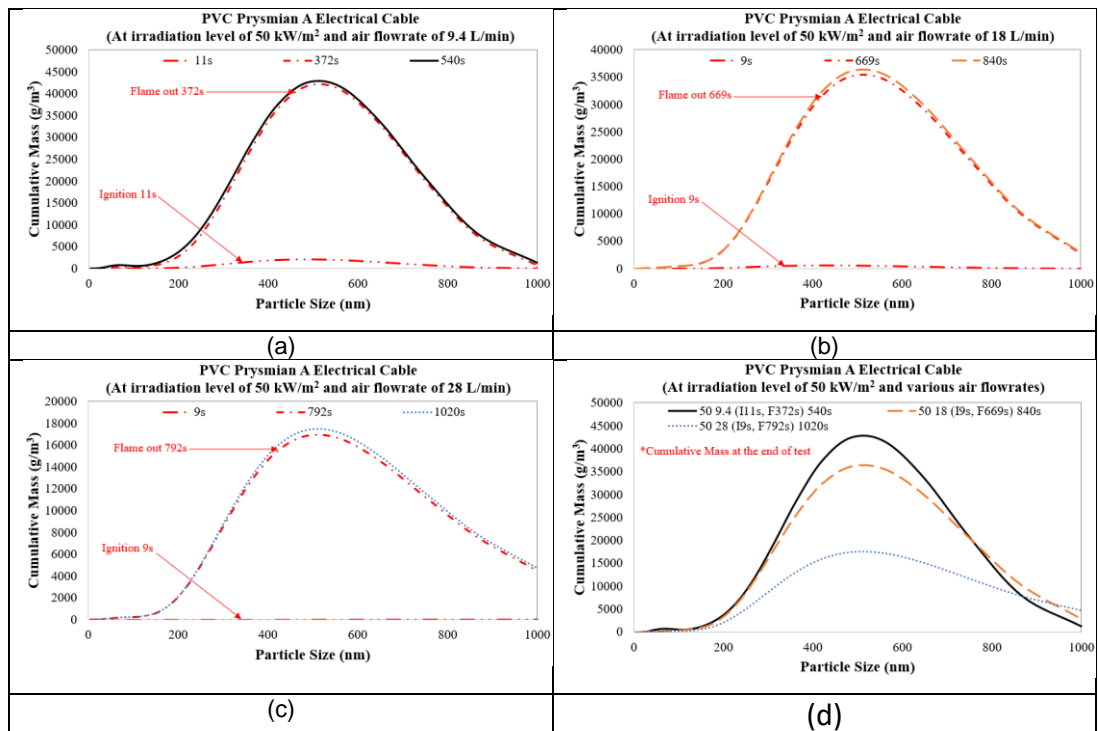 PVC Prysmian A Electrical Cable
(At irradiation level of 50 kW/m² and air flowrate of 9.4 L/min)
50000
45000
40000
35000
30000
25000
20000
15000
10000
5000
0
Cumulative Mass (g/m³)
11s 372s 540s
Flame out 372s
Ignition 11s
0 200 400 600 800 1000
Particle Size (nm)
(a)
PVC Prysmian A Electrical Cable
(At irradiation level of 50 kW/m² and air flowrate of 18 L/min)
40000
35000
30000
25000
20000
15000
10000
5000
0
Cumulative Mass (g/m³)
9s 669s 840s
Flame out 669s
Ignition 9s
0 200 400 600 800 1000
Particle Size (nm)
(b)
PVC Prysmian A Electrical Cable
(At irradiation level of 50 kW/m² and air flowrate of 28 L/min)
20000
18000
16000
14000
12000
10000
8000
6000
4000
2000
0
Cumulative Mass (g/m³)
9s 792s 1020s
Flame out 792s
Ignition 9s
0 200 400 600 800 1000
Particle Size (nm)
(c)
PVC Prysmian A Electrical Cable
(At irradiation level of 50 kW/m² and various air flowrates)
50000
45000
40000
35000
30000
25000
20000
15000
10000
5000
0
Cumulative Mass (g/m³)
50 9.4 (I11s, F372s) 540s 50 18 (I9s, F669s) 840s
50 28 (I9s, F792s) 1020s
*Cumulative Mass at the end of test
0 200 400 600 800 1000
Particle Size (nm)
(d)